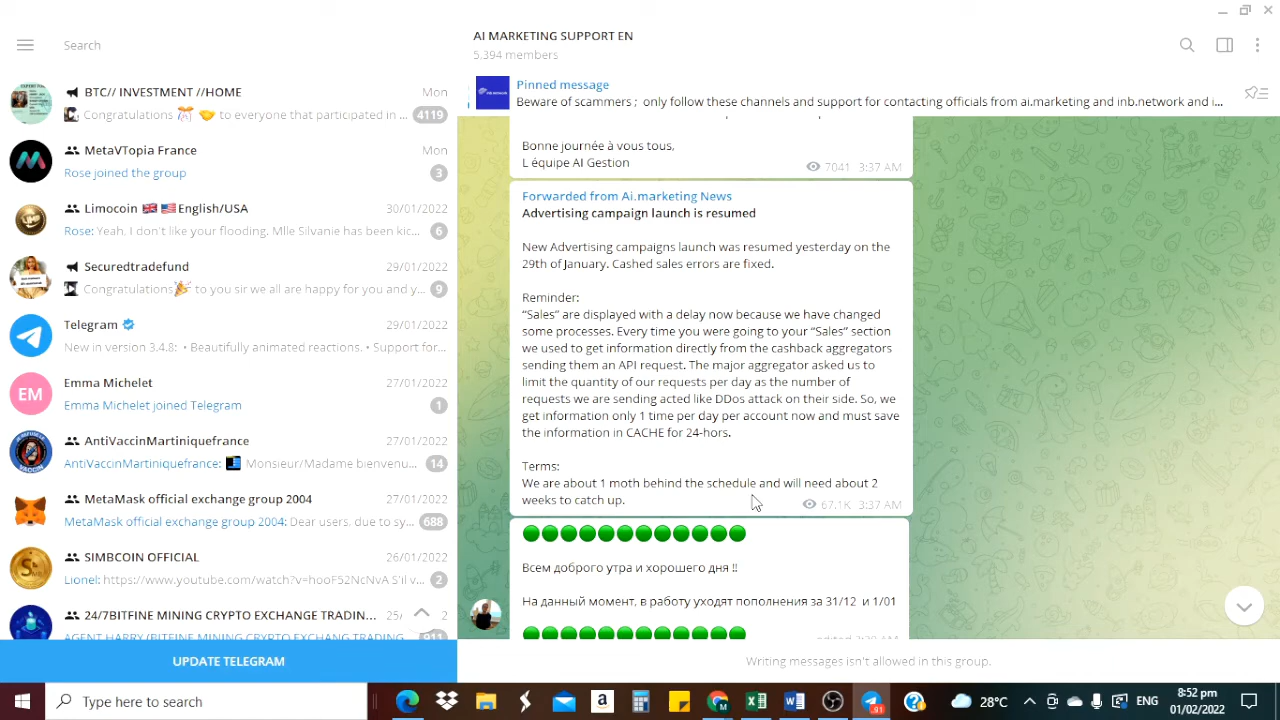 Search
BTC// INVESTMENT //HOME
Mon
Congratulations 🎊 🤝 to everyone that participated in ...
4119
MetaVTopia France
Mon
Rose joined the group
3
Limocoin 🇬🇧 🇺🇸English/USA
30/01/2022
Rose: Yeah, I don't like your flooding. Mlle Silvanie has been kic...
6
Securedtradefund
29/01/2022
Congratulations🎉 to you sir we all are happy for you and y...
9
Telegram
29/01/2022
New in version 3.4.8: • Beautifully animated reactions. • Support for...
EM
Emma Michelet
27/01/2022
Emma Michelet joined Telegram
1
AntiVaccinMartiniquefrance
27/01/2022
AntiVaccinMartiniquefrance: Monsieur/Madame bienvenu...
14
MetaMask official exchange group 2004
27/01/2022
MetaMask official exchange group 2004: Dear users, due to sy...
688
SIMBCOIN OFFICIAL
26/01/2022
Lionel: https://www.youtube.com/watch?v=hooF52NcNvA S'il v...
2
24/7BITFINE MINING CRYPTO EXCHANGE TRADIN...
AGENT HARRY (BITFINE MINING CRYPTO EXCHANG TRADING
911
UPDATE TELEGRAM
AI MARKETING SUPPORT EN
5,394 members
Pinned message
Beware of scammers ; only follow these channels and support for contacting officials from ai.marketing and inb.network and i...
Bonne journée à vous tous,
L équipe AI Gestion
7041 3:37 AM
Forwarded from Ai.marketing News
Advertising campaign launch is resumed
New Advertising campaigns launch was resumed yesterday on the
29th of January. Cashed sales errors are fixed.
Reminder:
“Sales” are displayed with a delay now because we have changed
some processes. Every time you were going to your “Sales” section
we used to get information directly from the cashback aggregators
sending them an API request. The major aggregator asked us to
limit the quantity of our requests per day as the number of
requests we are sending acted like DDos attack on their side. So, we
get information only 1 time per day per account now and must save
the information in CACHE for 24-hors.
Terms:
We are about 1 moth behind the schedule and will need about 2
weeks to catch up.
67.1K 3:37 AM
Всем доброго утра и хорошего дня !!
На данный момент, в работу уходят пополнения за 31/12 и 1/01
Writing messages isn't allowed in this group.
Type here to search
28°C
ENG
8:52 pm
01/02/2022